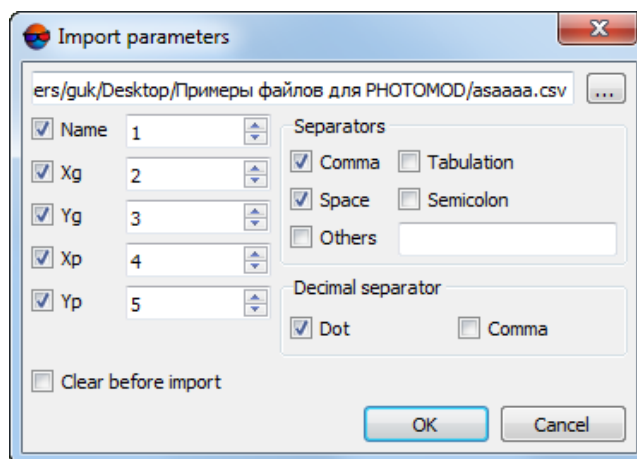 Import parameters
ers/guk/Desktop/Примеры файлов для PHOTOMOD/asaaaa.csv ...
Name 1
Xg 2
Yg 3
Xp 4
Yp 5
Separators
Comma Tabulation
Space Semicolon
Others
Decimal separator
Dot Comma
Clear before import
OK Cancel